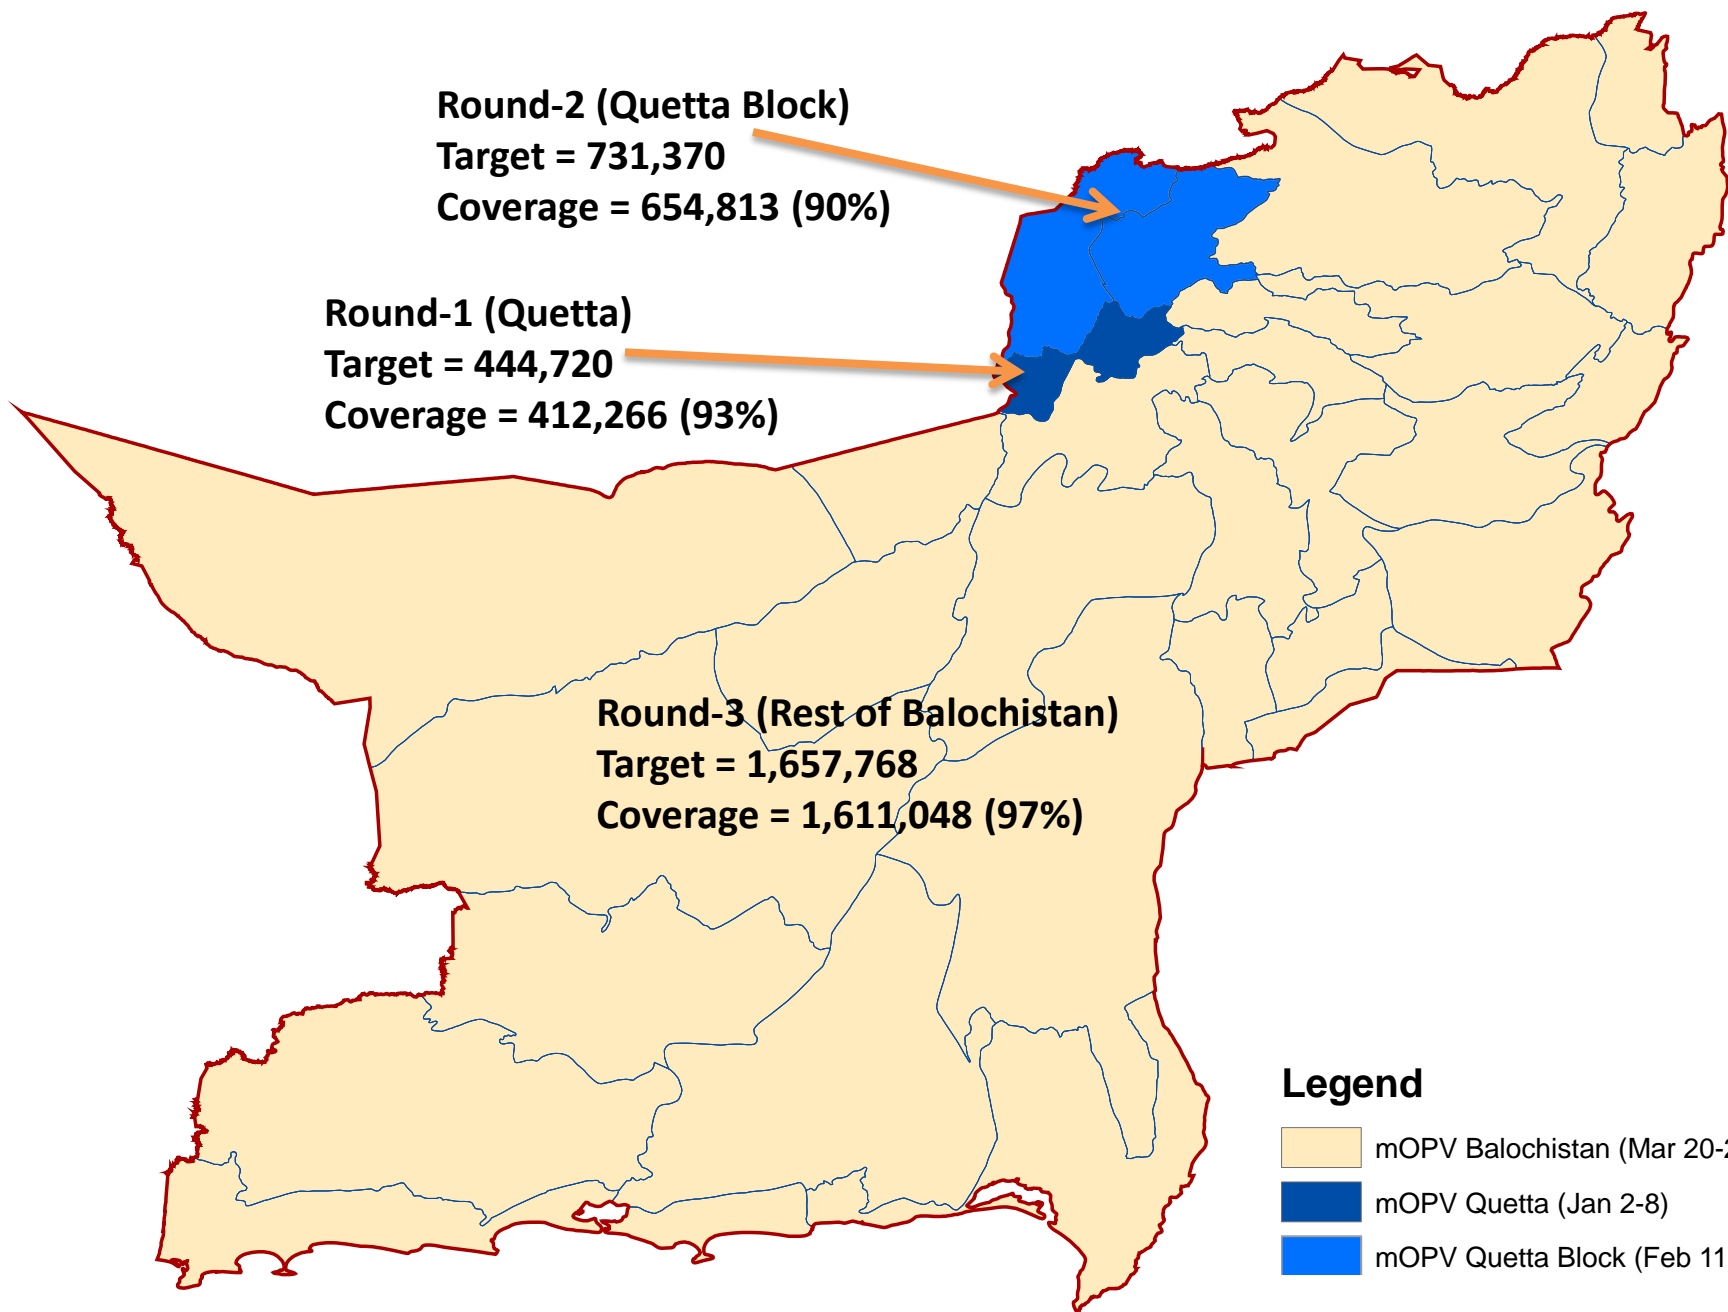 Round-2 (Quetta Block)
Target = 731,370
Coverage = 654,813 (90%)
Round-1 (Quetta)
Target = 444,720
Coverage = 412,266 (93%)
Round-3 (Rest of Balochistan)
Target = 1,657,768
Coverage = 1,611,048 (97%)
Legend
mOPV Balochistan (Mar 20-2
mOPV Quetta (Jan 2-8)
mOPV Quetta Block (Feb 11